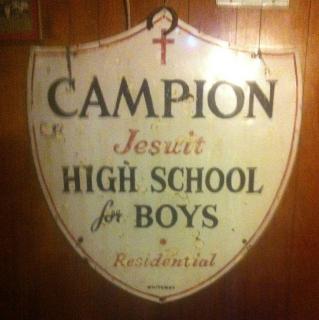 CAMPION
Jesuit
HIGH SCHOOL
for BOYS
Residential